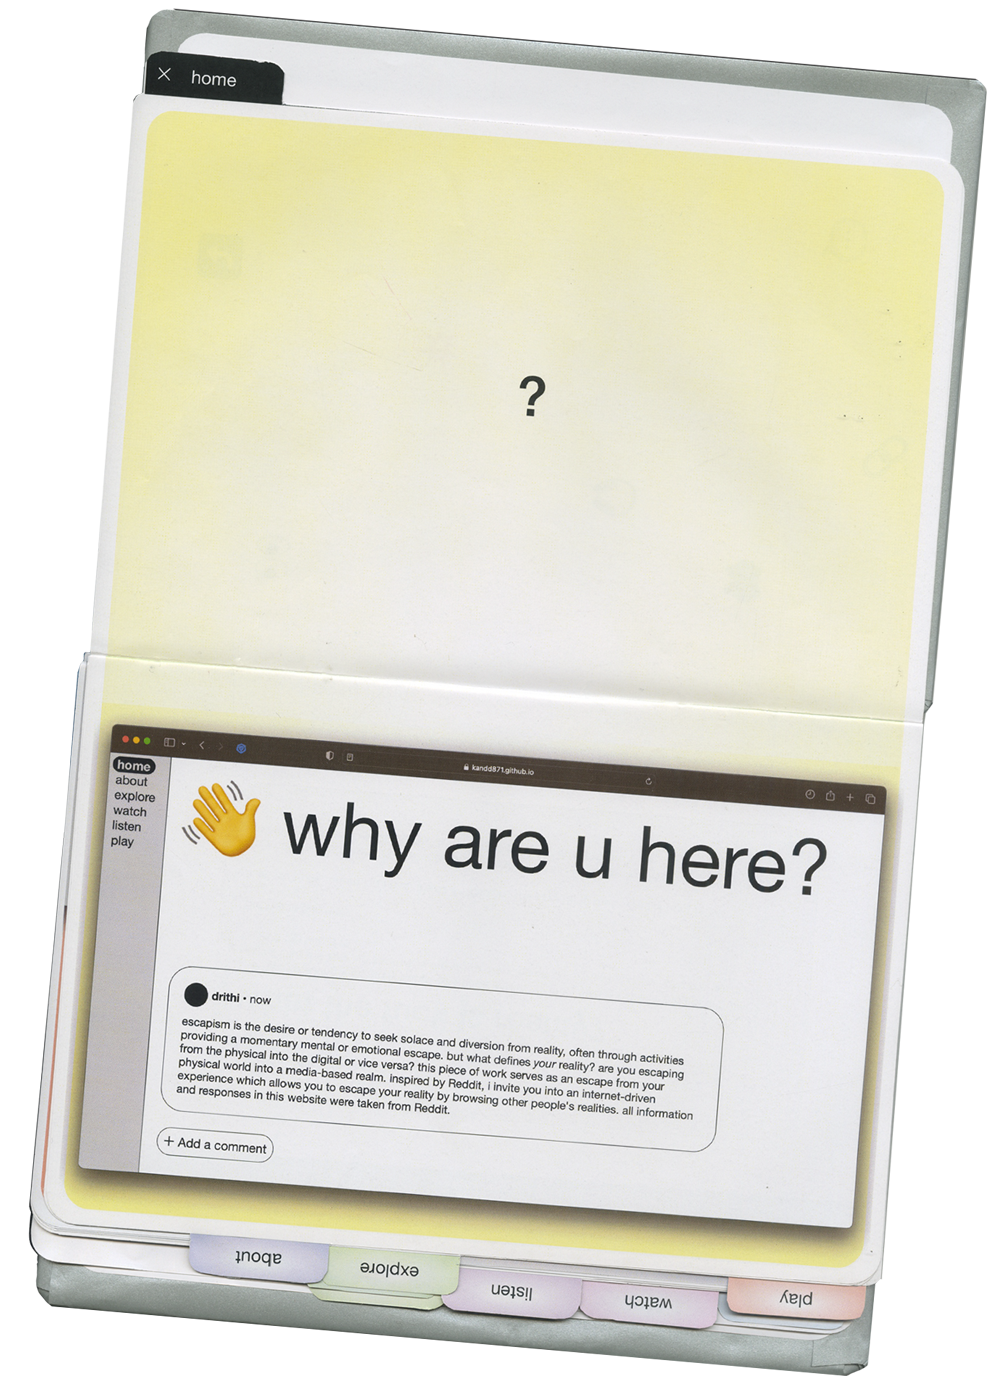 × home
?
kandd871.github.io
home
about
explore
watch
listen
play
👋 why are u here?
drithi • now
escapism is the desire or tendency to seek solace and diversion from reality, often through activities
providing a momentary mental or emotional escape. but what defines your reality? are you escaping
from the physical into the digital or vice versa? this piece of work serves as an escape from your
physical world into a media-based realm. inspired by Reddit, i invite you into an internet-driven
experience which allows you to escape your reality by browsing other people's realities. all information
and responses in this website were taken from Reddit.
+ Add a comment
about
explore
listen
watch
play